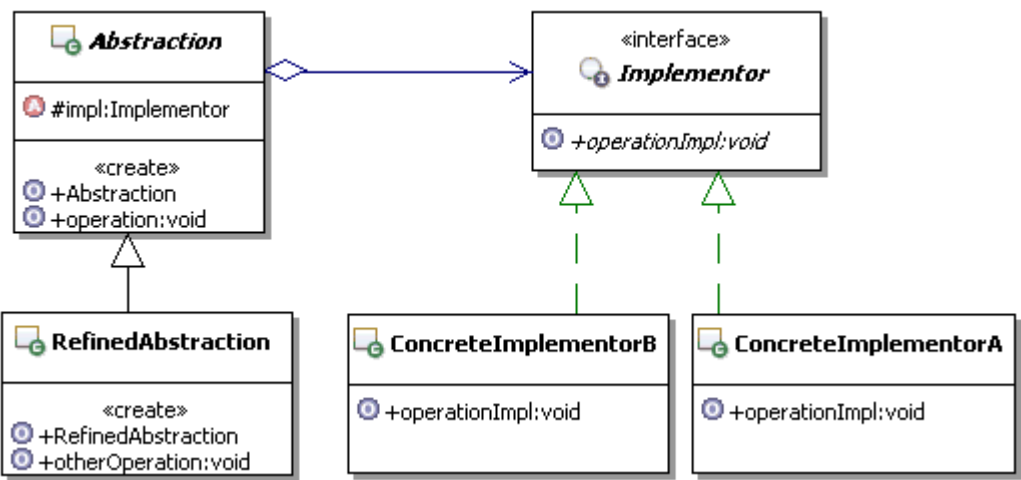 Abstraction
#impl:Implementor
«create»
+Abstraction
+operation:void
«interface»
Implementor
+operationImpl:void
RefinedAbstraction
«create»
+RefinedAbstraction
+otherOperation:void
ConcreteImplementorB
+operationImpl:void
ConcreteImplementorA
+operationImpl:void